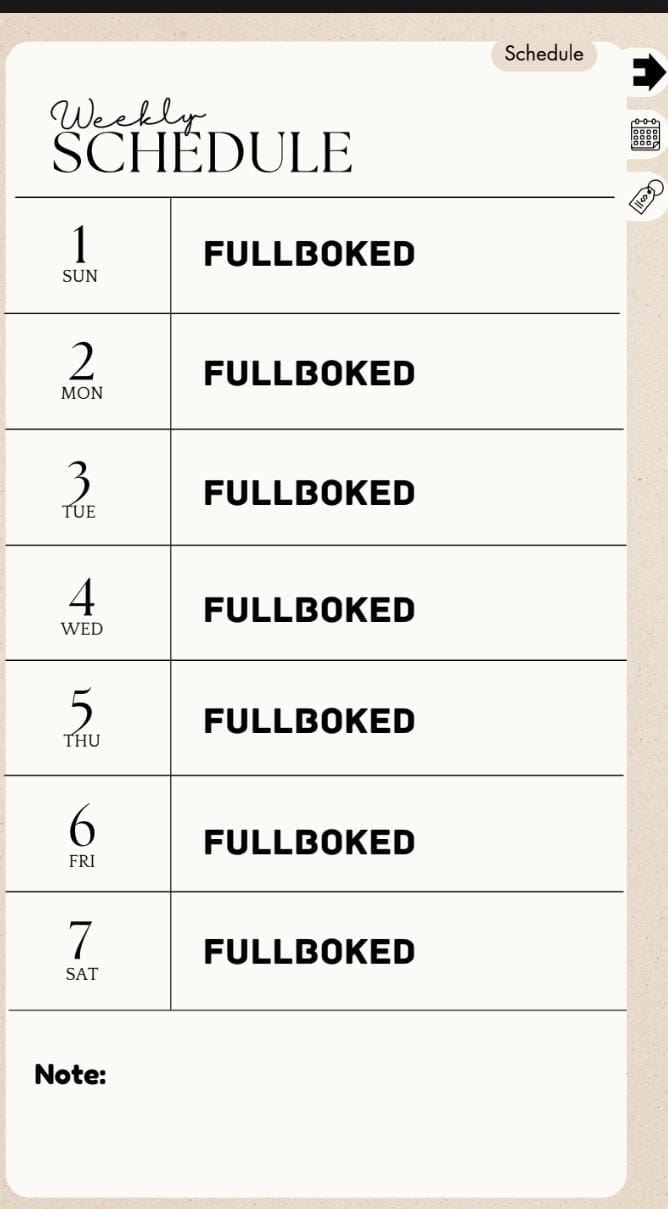 Schedule
Weekly
SCHEDULE
1
SUN
FULLBOKED
2
MON
FULLBOKED
3
TUE
FULLBOKED
4
WED
FULLBOKED
5
THU
FULLBOKED
6
FRI
FULLBOKED
7
SAT
FULLBOKED
Note: